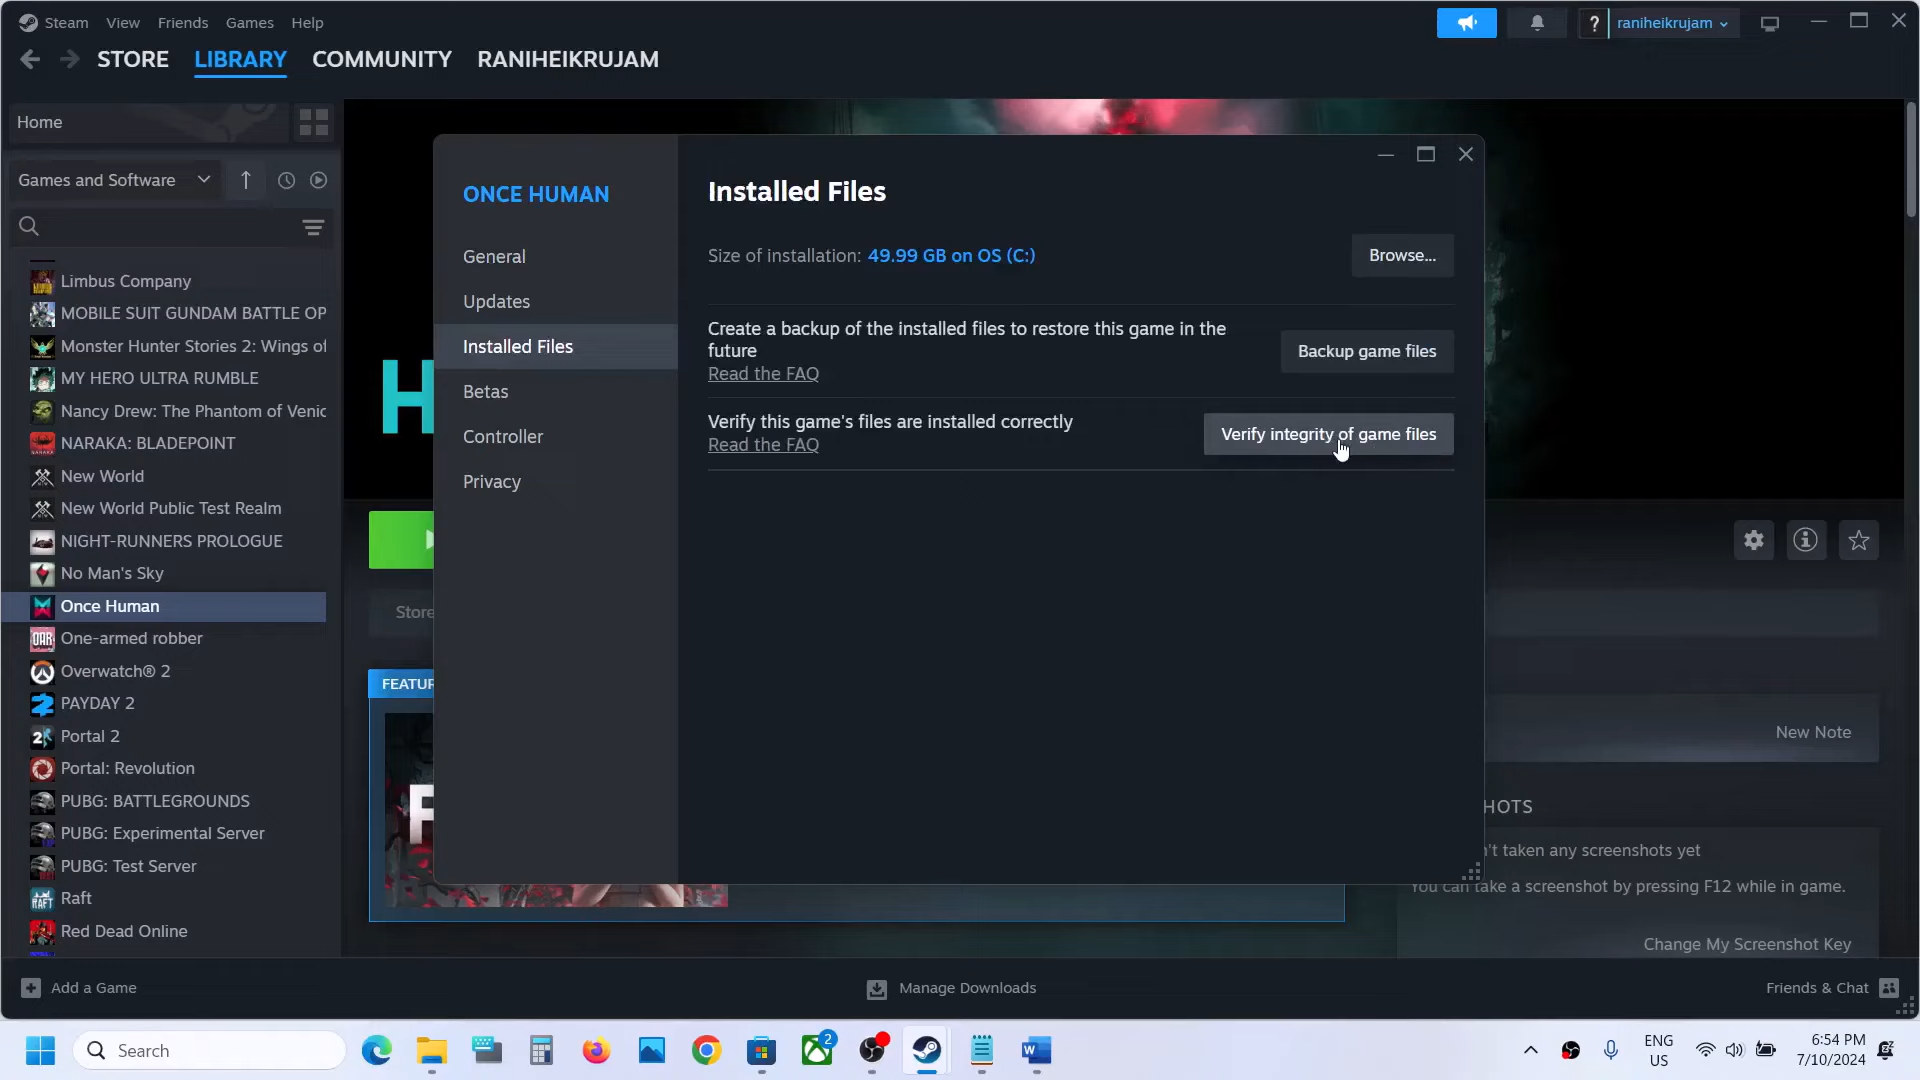 Steam View Friends Games Help
? raniheikrujam
STORE LIBRARY COMMUNITY RANIHEIKRUJAM
Home
Games and Software
Limbus Company
MOBILE SUIT GUNDAM BATTLE OP
Monster Hunter Stories 2: Wings of
MY HERO ULTRA RUMBLE
Nancy Drew: The Phantom of Venic
NARAKA: BLADEPOINT
New World
New World Public Test Realm
NIGHT-RUNNERS PROLOGUE
No Man's Sky
Once Human
One-armed robber
Overwatch® 2
PAYDAY 2
Portal 2
Portal: Revolution
PUBG: BATTLEGROUNDS
PUBG: Experimental Server
PUBG: Test Server
Raft
Red Dead Online
ONCE HUMAN
General
Updates
Installed Files
Betas
Controller
Privacy
Installed Files
Size of installation: 49.99 GB on OS (C:)
Browse...
Create a backup of the installed files to restore this game in the
future
Read the FAQ
Backup game files
Verify this game's files are installed correctly
Read the FAQ
Verify integrity of game files
H
Store
FEATUR
F
New Note
HOTS
't taken any screenshots yet
You can take a screenshot by pressing F12 while in game.
Change My Screenshot Key
Add a Game
Manage Downloads
Friends & Chat
Search
2
ENG
US
6:54 PM
7/10/2024